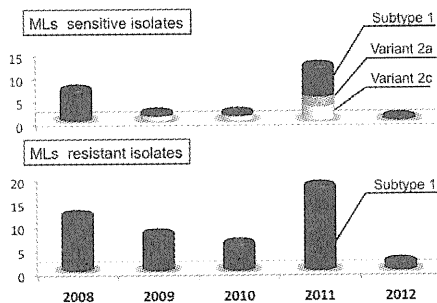 MLs sensitive isolates
Subtype 1
Variant 2a
Variant 2c
15
10
5
0
MLs resistant isolates
Subtype 1
20
15
10
5
0
2008 2009 2010 2011 2012